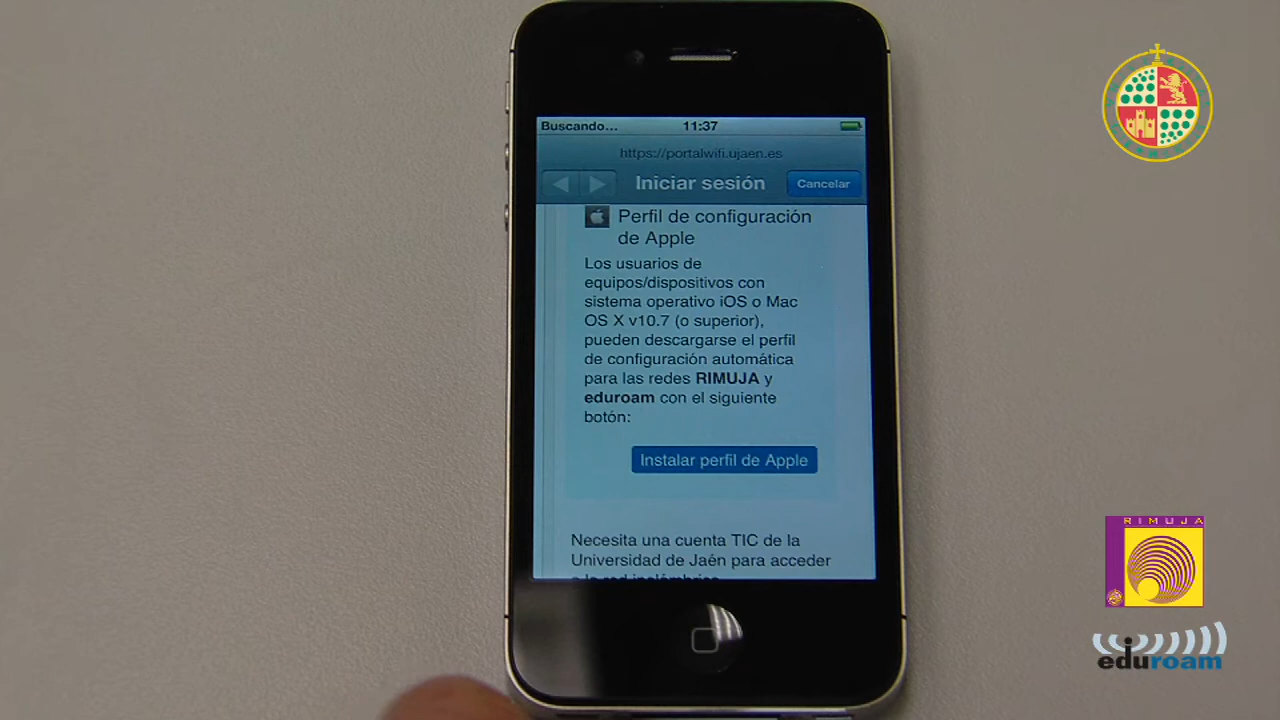 Buscando...
11:37
https://portalwifi.ujaen.es
Iniciar sesión
Cancelar
Perfil de configuración
de Apple
Los usuarios de
equipos/dispositivos con
sistema operativo iOS o Mac
OS X v10.7 (o superior),
pueden descargarse el perfil
de configuración automática
para las redes RIMUJA y
eduroam con el siguiente
botón:
Instalar perfil de Apple
Necesita una cuenta TIC de la
Universidad de Jaén para acceder
a la red inalámbrica
RIMUJA
eduroam